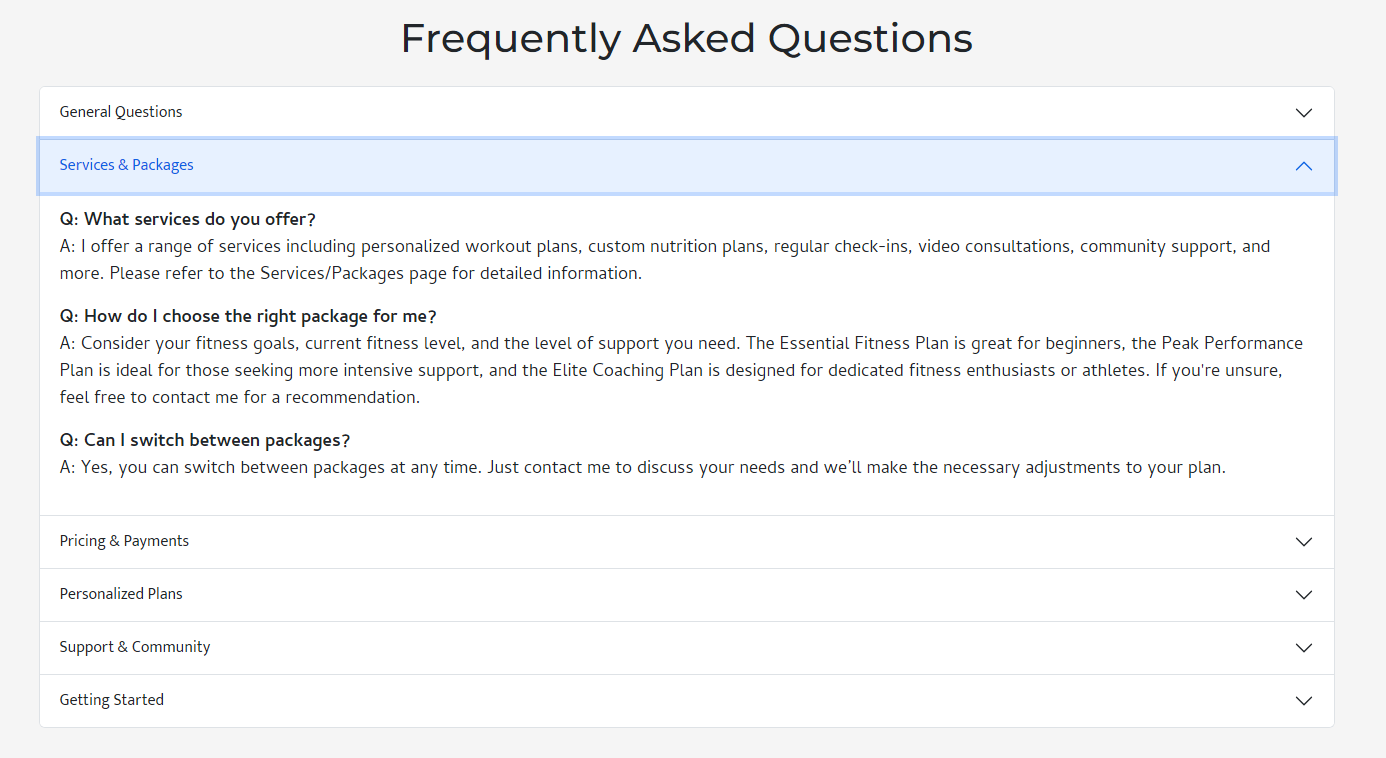 Frequently Asked Questions
General Questions
Services & Packages
Q: What services do you offer?
A: I offer a range of services including personalized workout plans, custom nutrition plans, regular check-ins, video consultations, community support, and
more. Please refer to the Services/Packages page for detailed information.
Q: How do I choose the right package for me?
A: Consider your fitness goals, current fitness level, and the level of support you need. The Essential Fitness Plan is great for beginners, the Peak Performance
Plan is ideal for those seeking more intensive support, and the Elite Coaching Plan is designed for dedicated fitness enthusiasts or athletes. If you're unsure,
feel free to contact me for a recommendation.
Q: Can I switch between packages?
A: Yes, you can switch between packages at any time. Just contact me to discuss your needs and we’ll make the necessary adjustments to your plan.
Pricing & Payments
Personalized Plans
Support & Community
Getting Started